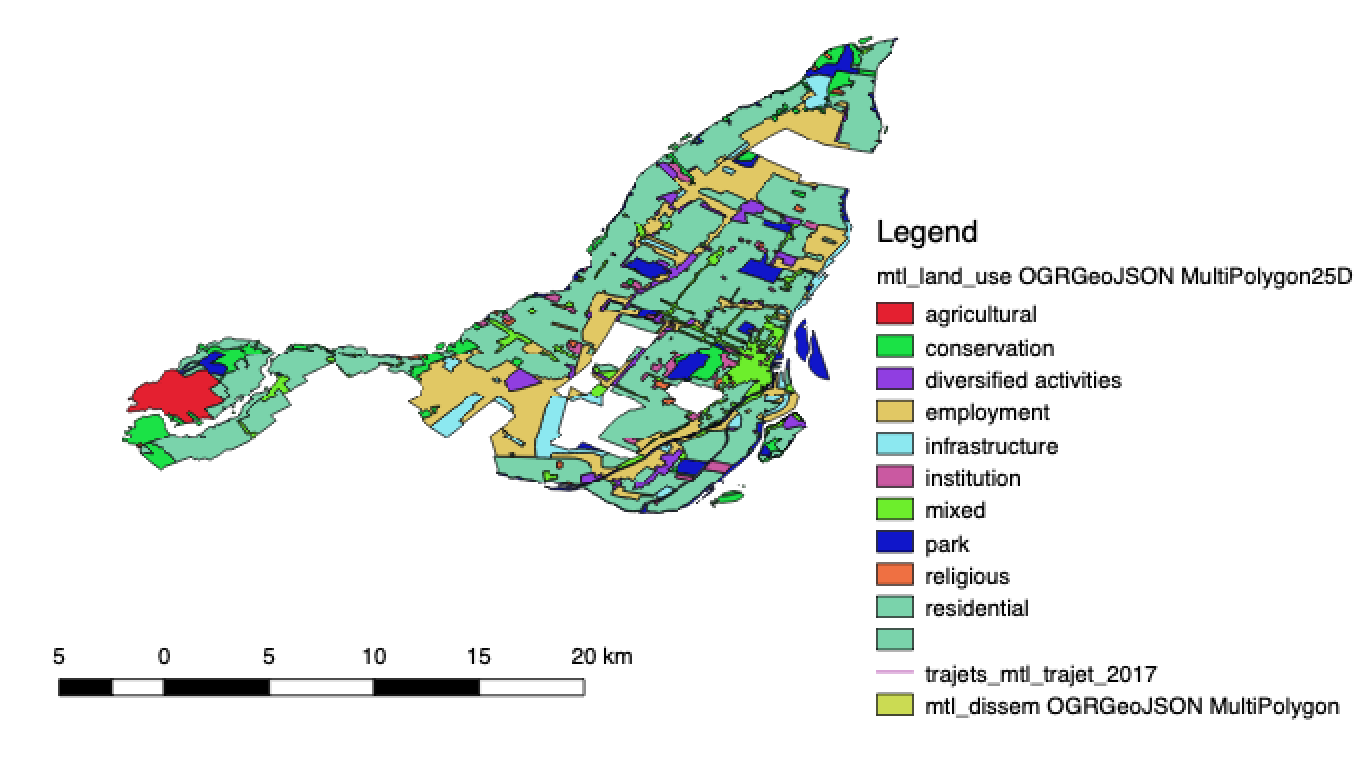 Legend
mtl_land_use OGRGeoJSON MultiPolygon25D
agricultural
conservation
diversified activities
employment
infrastructure
institution
mixed
park
religious
residential
trajets_mtl_trajet_2017
mtl_dissem OGRGeoJSON MultiPolygon
5 0 5 10 15 20 km